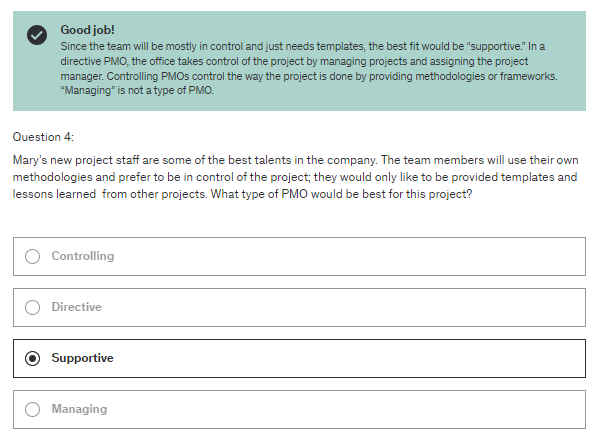 Good job!
Since the team will be mostly in control and just needs templates, the best fit would be “supportive.” In a
directive PMO, the office takes control of the project by managing projects and assigning the project
manager. Controlling PMOs control the way the project is done by providing methodologies or frameworks.
“Managing” is not a type of PMO.
Question 4:
Mary’s new project staff are some of the best talents in the company. The team members will use their own
methodologies and prefer to be in control of the project; they would only like to be provided templates and
lessons learned from other projects. What type of PMO would be best for this project?
Controlling
Directive
Supportive
Managing